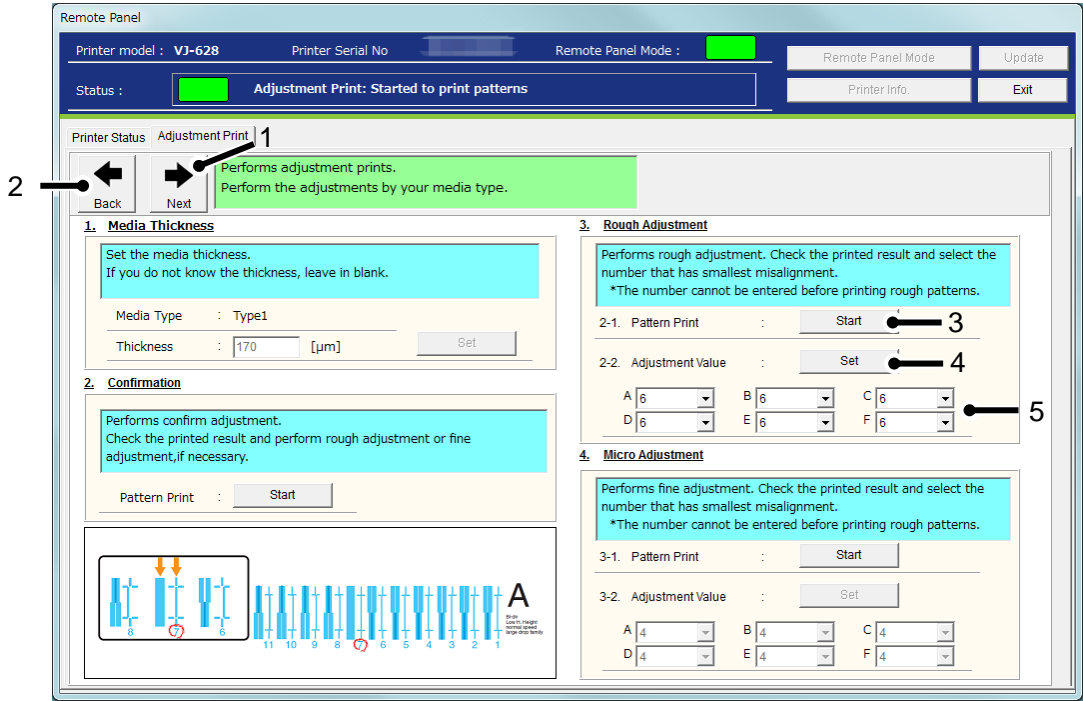 Remote Panel
Printer model : VJ-628 Printer Serial No Remote Panel Mode :
Remote Panel Mode Update
Status : Adjustment Print: Started to print patterns
Printer Info. Exit
Printer Status Adjustment Print 1
2
Back Next
Performs adjustment prints.
Perform the adjustments by your media type.
1. Media Thickness
Set the media thickness.
If you do not know the thickness, leave in blank.
Media Type : Type1
Thickness : 170 [μm] Set
2. Confirmation
Performs confirm adjustment.
Check the printed result and perform rough adjustment or fine
adjustment,if necessary.
Pattern Print : Start
8 7 6
11 10 9 8 7 6 5 4 3 2 1
A
Bi-dir
Low H. Height
normal speed
large drop family
3. Rough Adjustment
Performs rough adjustment. Check the printed result and select the
number that has smallest misalignment.
*The number cannot be entered before printing rough patterns.
2-1. Pattern Print : Start 3
2-2. Adjustment Value : Set 4
A 6 B 6 C 6
D 6 E 6 F 6
5
4. Micro Adjustment
Performs fine adjustment. Check the printed result and select the
number that has smallest misalignment.
*The number cannot be entered before printing rough patterns.
3-1. Pattern Print : Start
3-2. Adjustment Value : Set
A 4 B 4 C 4
D 4 E 4 F 4